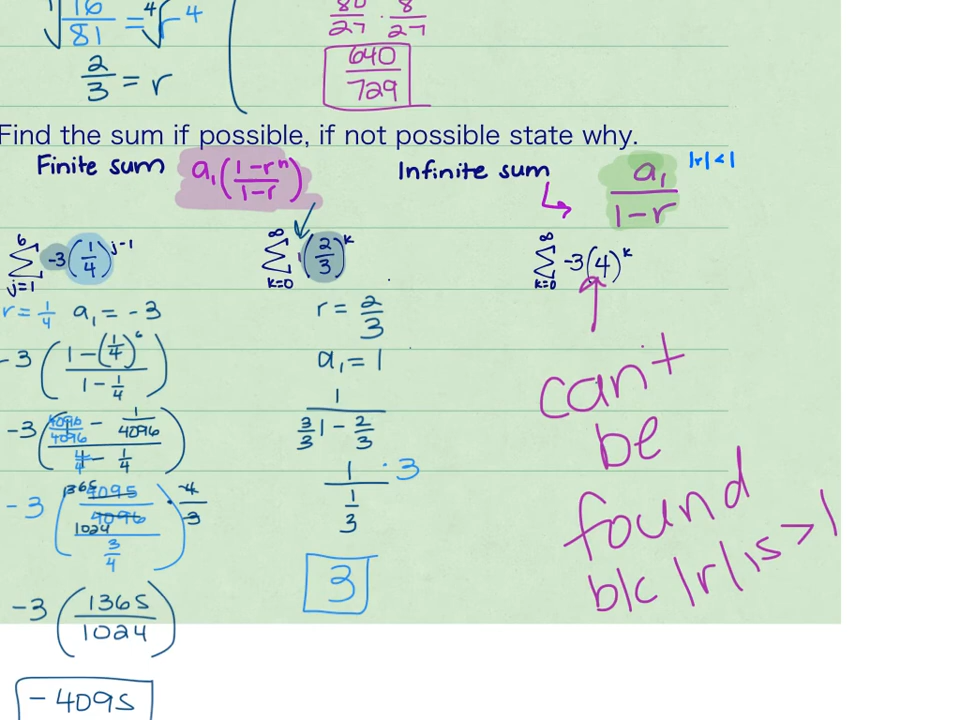 ∜16/81 = ∜r^4
2/3 = r
80/27 · 8/27
640/729
Find the sum if possible, if not possible state why.
Finite sum a₁(1-rⁿ/1-r)
Infinite sum a₁/1-r |r|<1
6 Σ j=1 -3(1/4)^j-1
r = 1/4 a₁ = -3
-3(1-(1/4)^6/1-1/4)
-3(4096/4096 - 1/4096 / 4/4 - 1/4)
-3(1365 4095/1024 4096 / 3/4) · 4/3
-3(1365/1024)
-4095
∞ Σ k=0 1(2/3)^k
r = 2/3
a₁ = 1
1 / 3/3 1 - 2/3
1 / 1/3 · 3
3
∞ Σ k=0 -3(4)^k
can't
be
found
b/c |r| is > 1